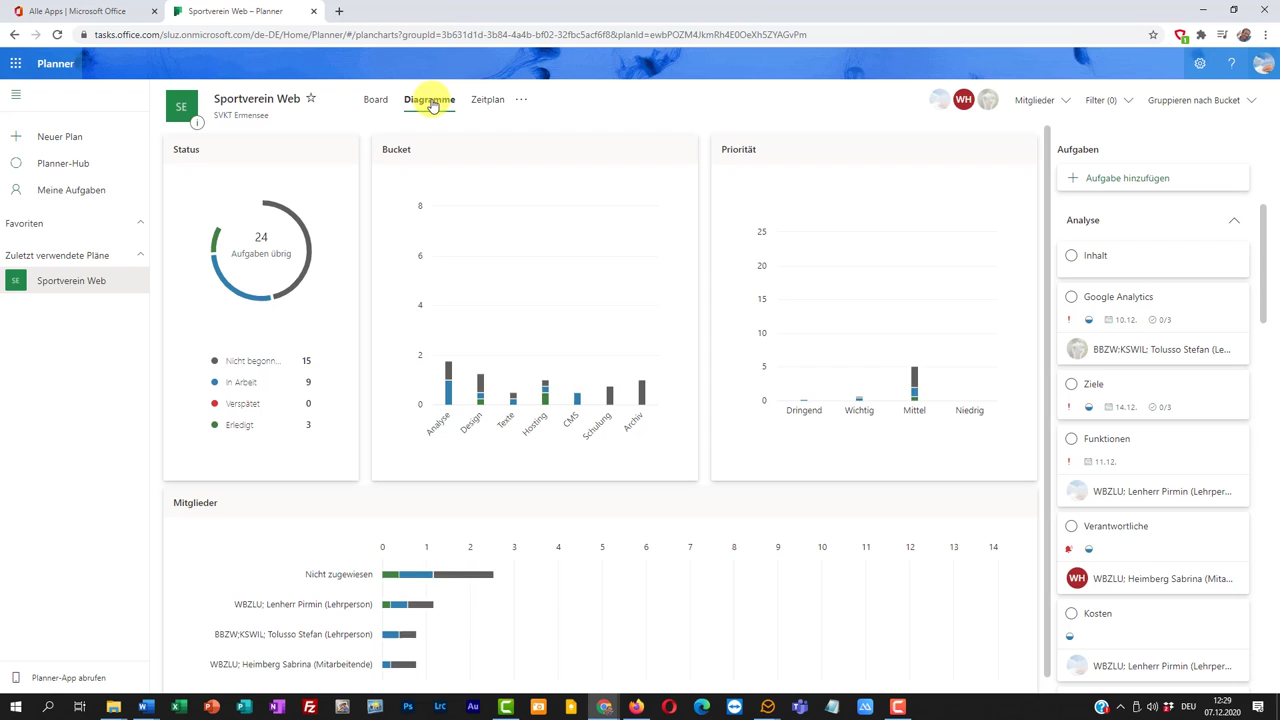 Alle Apps | Microsoft Office
Sportverein Web – Planner
tasks.office.com/sluz.onmicrosoft.com/de-DE/Home/Planner/#/plancharts?groupId=3b631d1d-3b84-4a4b-bf02-32fbc5acf6f8&planId=ewbPOZM4JkmRh4E0OeXh5ZYAGvPm
Planner
SE
Sportverein Web
SVKT Ermensee
Board
Diagramme
Zeitplan
WH
Mitglieder
Filter (0)
Gruppieren nach Bucket
Neuer Plan
Planner-Hub
Meine Aufgaben
Favoriten
Zuletzt verwendete Pläne
SE
Sportverein Web
Planner-App abrufen
Status
24
Aufgaben übrig
Nicht begonn... 15
In Arbeit 9
Verspätet 0
Erledigt 3
Bucket
8
6
4
2
0
Analyse
Design
Texte
Hosting
CMS
Schulung
Archiv
Priorität
25
20
15
10
5
0
Dringend
Wichtig
Mittel
Niedrig
Mitglieder
0 1 2 3 4 5 6 7 8 9 10 11 12 13 14
Nicht zugewiesen
WBZLU; Lenherr Pirmin (Lehrperson)
BBZW;KSWIL; Tolusso Stefan (Lehrperson)
WBZLU; Heimberg Sabrina (Mitarbeitende)
Aufgaben
Aufgabe hinzufügen
Analyse
Inhalt
Google Analytics
10.12. 0/3
BBZW;KSWIL: Tolusso Stefan (Le...
Ziele
14.12. 0/3
Funktionen
11.12.
WBZLU: Lenherr Pirmin (Lehrper...
Verantwortliche
WH
WBZLU: Heimberg Sabrina (Mita...
Kosten
WBZLU: Lenherr Pirmin (Lehrper...
DEU
12:29
07.12.2020